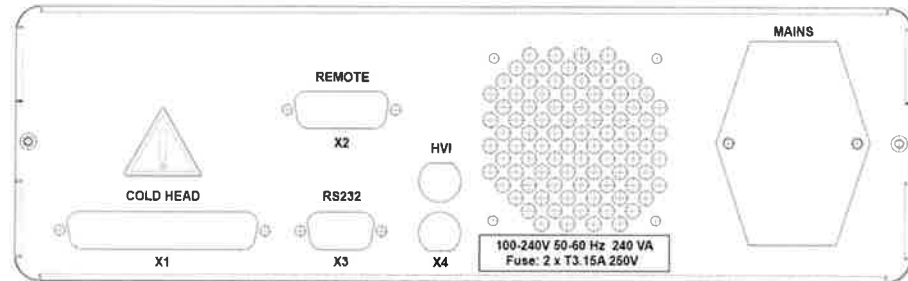 MAINS
REMOTE
X2
HVI
COLD HEAD
RS232
X1
X3
X4
100-240V 50-60 Hz 240 VA
Fuse: 2 x T3.15A 250V